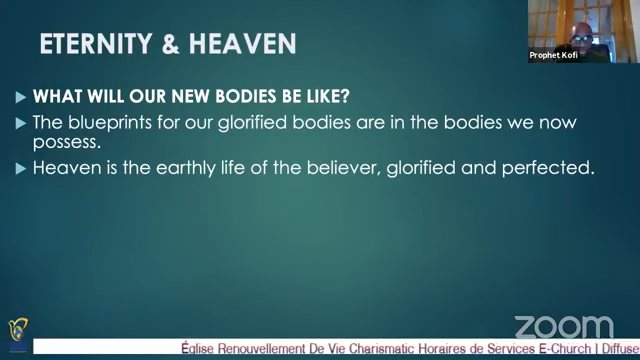 ETERNITY & HEAVEN
Prophet Kofi
WHAT WILL OUR NEW BODIES BE LIKE?
The blueprints for our glorified bodies are in the bodies we now
possess.
Heaven is the earthly life of the believer, glorified and perfected.
zoom
Église Renouvellement De Vie Charismatic Horaires de Services E-Church | Diffuse